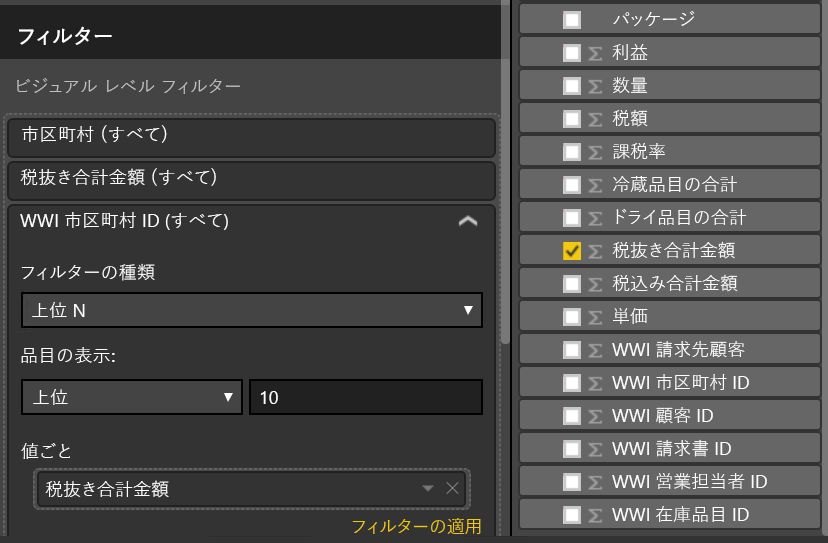 フィルター
ビジュアル レベル フィルター
市区町村 (すべて)
税抜き合計金額 (すべて)
WWI 市区町村 ID (すべて)
フィルターの種類
上位 N
品目の表示:
上位
10
値ごと
税抜き合計金額
フィルターの適用
パッケージ
利益
数量
税額
課税率
冷蔵品目の合計
ドライ品目の合計
税抜き合計金額
税込み合計金額
単価
WWI 請求先顧客
WWI 市区町村 ID
WWI 顧客 ID
WWI 請求書 ID
WWI 営業担当者 ID
WWI 在庫品目 ID